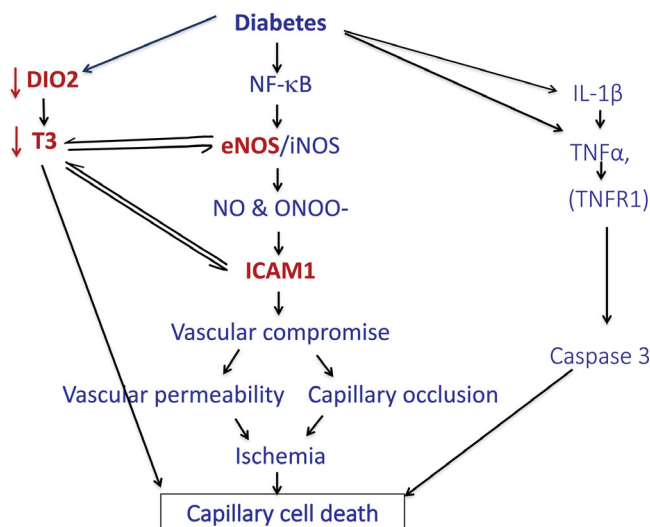 Diabetes
↓ DIO2
NF-κB
IL-1β
↓ T3
eNOS/iNOS
TNFα,
NO & ONOO-
(TNFR1)
ICAM1
Vascular compromise
Caspase 3
Vascular permeability
Capillary occlusion
Ischemia
Capillary cell death